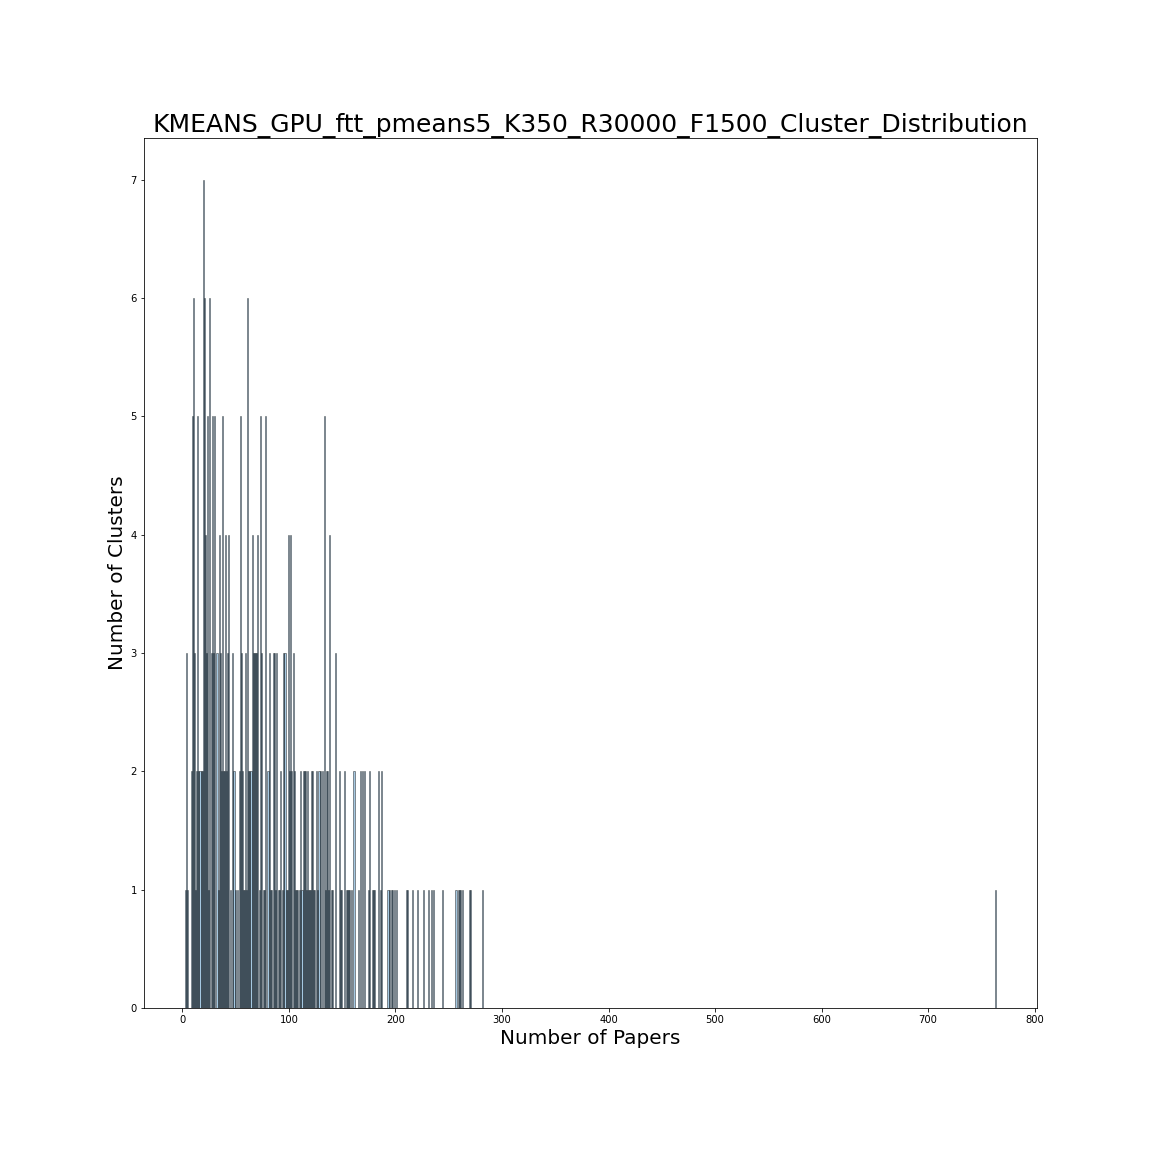 KMEANS_GPU_ftt_pmeans5_K350_R30000_F1500_Cluster_Distribution
7
6
5
4
3
2
1
0
Number of Clusters
0 100 200 300 400 500 600 700 800
Number of Papers